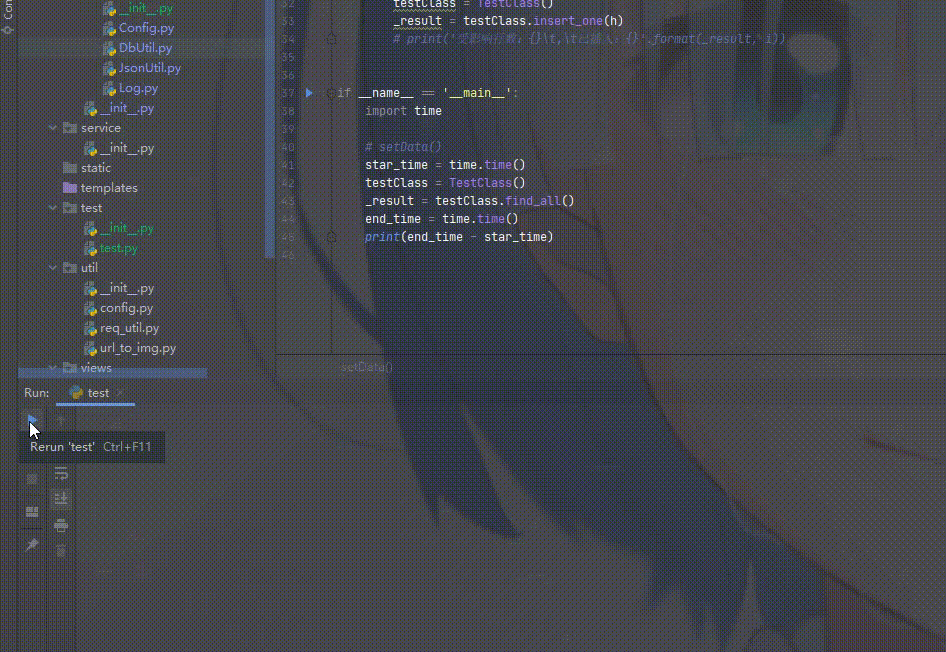 Con
__init__.py
Config.py
DbUtil.py
JsonUtil.py
Log.py
__init__.py
service
__init__.py
static
templates
test
__init__.py
test.py
util
__init__.py
config.py
req_util.py
url_to_img.py
views
32 testClass = TestClass()
33 _result = testClass.insert_one(h)
34 # print('受影响行数：{}\t,\t已插入：{}'.format(_result, i))
35
36
37 if __name__ == '__main__':
38 import time
39
40 # setData()
41 star_time = time.time()
42 testClass = TestClass()
43 _result = testClass.find_all()
44 end_time = time.time()
45 print(end_time - star_time)
46
setData()
Run: test ×
Rerun 'test' Ctrl+F11